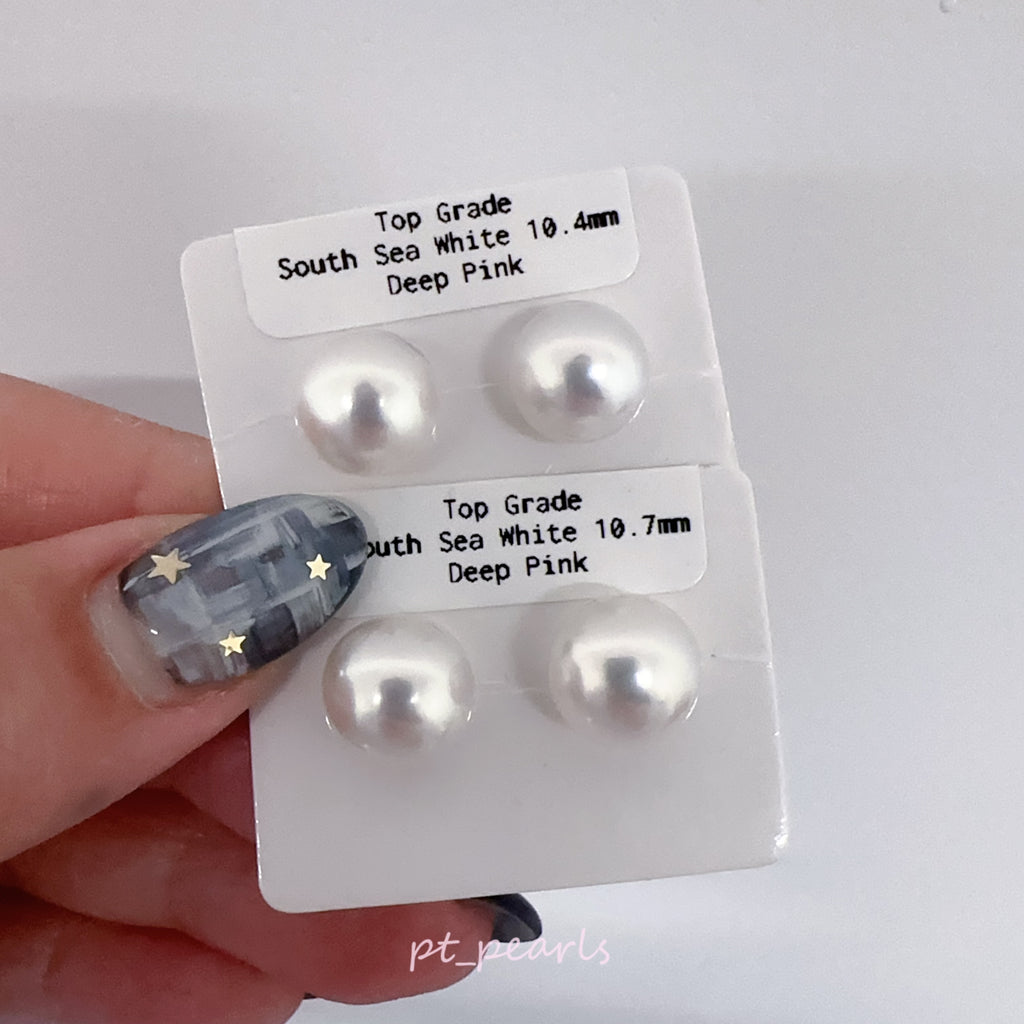 Top Grade
South Sea White 10.4mm
Deep Pink
Top Grade
outh Sea White 10.7mm
Deep Pink
pt_pearls